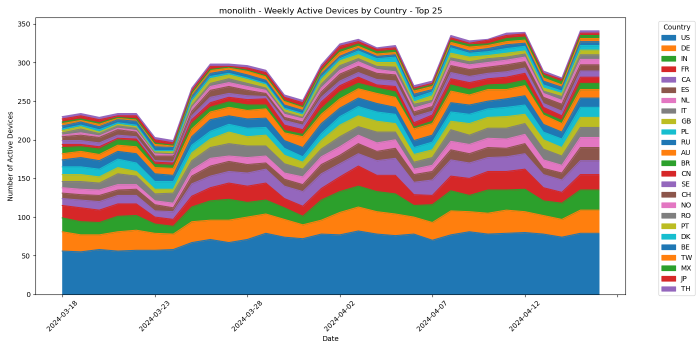 monolith - Weekly Active Devices by Country - Top 25
Number of Active Devices
350
300
250
200
150
100
50
0
2024-03-18
2024-03-23
2024-03-28
2024-04-02
2024-04-07
2024-04-12
Date
Country
US
DE
IN
FR
CA
ES
NL
IT
GB
PL
RU
AU
BR
CN
SE
CH
NO
RO
PT
DK
BE
TW
MX
JP
TH